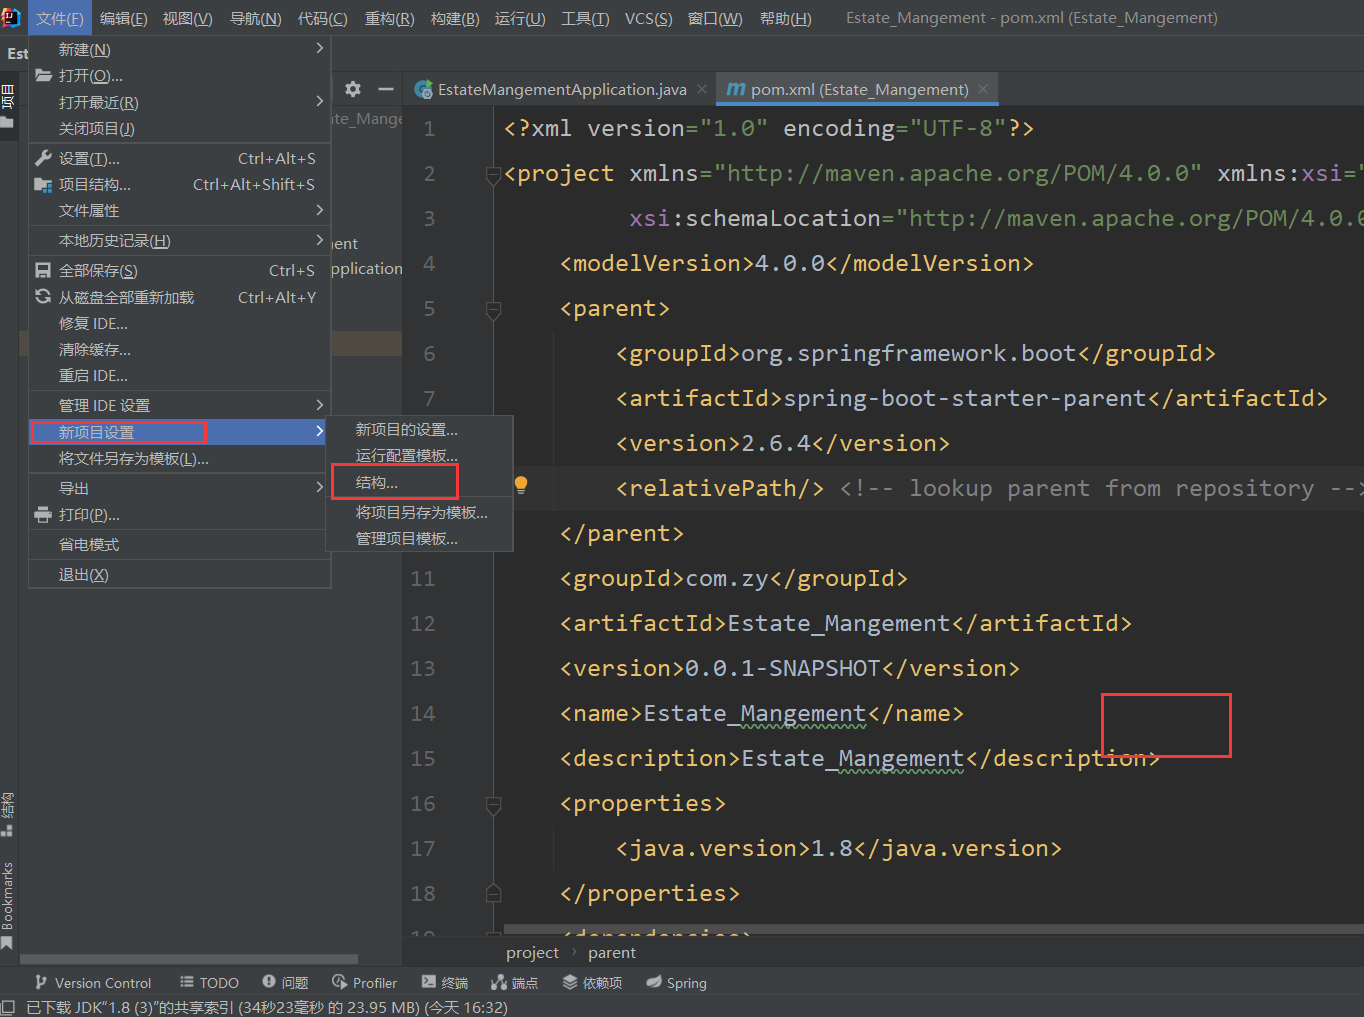 文件(F) 编辑(E) 视图(V) 导航(N) 代码(C) 重构(R) 构建(B) 运行(U) 工具(T) VCS(S) 窗口(W) 帮助(H) Estate_Mangement - pom.xml (Estate_Mangement)
Est
新建(N)
打开(O)...
打开最近(R)
关闭项目(J)
设置(T)... Ctrl+Alt+S
项目结构... Ctrl+Alt+Shift+S
文件属性
本地历史记录(H)
全部保存(S) Ctrl+S
从磁盘全部重新加载 Ctrl+Alt+Y
修复 IDE...
清除缓存...
重启 IDE...
管理 IDE 设置
新项目设置
将文件另存为模板(L)...
导出
打印(P)...
省电模式
退出(X)
新项目的设置...
运行配置模板...
结构...
将项目另存为模板...
管理项目模板...
项目
ate_Mange
ent
pplication
结构
Bookmarks
EstateMangementApplication.java
pom.xml (Estate_Mangement)
1 <?xml version="1.0" encoding="UTF-8"?>
2 <project xmlns="http://maven.apache.org/POM/4.0.0" xmlns:xsi="
3 xsi:schemaLocation="http://maven.apache.org/POM/4.0.0
4 <modelVersion>4.0.0</modelVersion>
5 <parent>
6 <groupId>org.springframework.boot</groupId>
7 <artifactId>spring-boot-starter-parent</artifactId>
<version>2.6.4</version>
<relativePath/> <!-- lookup parent from repository -->
</parent>
11 <groupId>com.zy</groupId>
12 <artifactId>Estate_Mangement</artifactId>
13 <version>0.0.1-SNAPSHOT</version>
14 <name>Estate_Mangement</name>
15 <description>Estate_Mangement</description>
16 <properties>
17 <java.version>1.8</java.version>
18 </properties>
19 <dependencies>
project › parent
Version Control TODO 问题 Profiler 终端 端点 依赖项 Spring
已下载 JDK“1.8 (3)”的共享索引 (34秒23毫秒 的 23.95 MB) (今天 16:32)